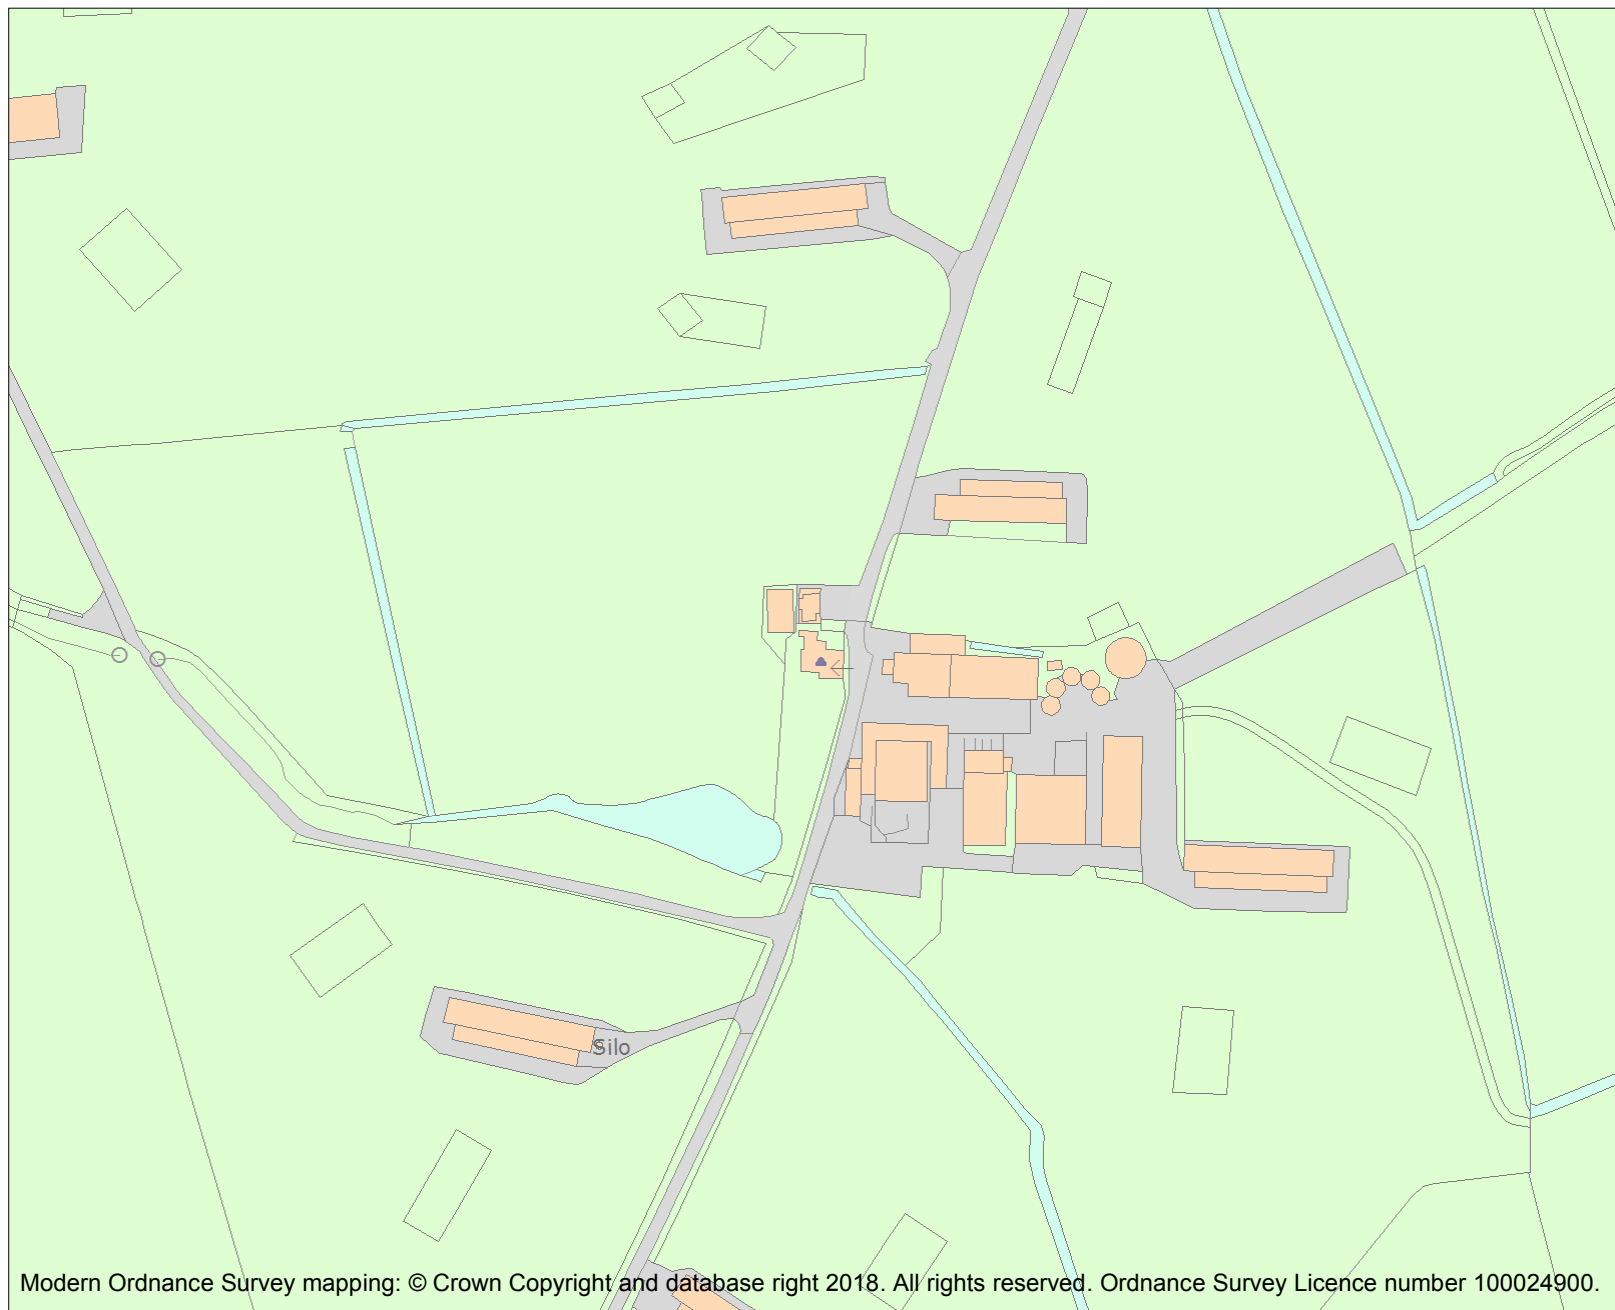 Silo
Modern Ordnance Survey mapping: © Crown Copyright and database right 2018. All rights reserved. Ordnance Survey Licence number 100024900.